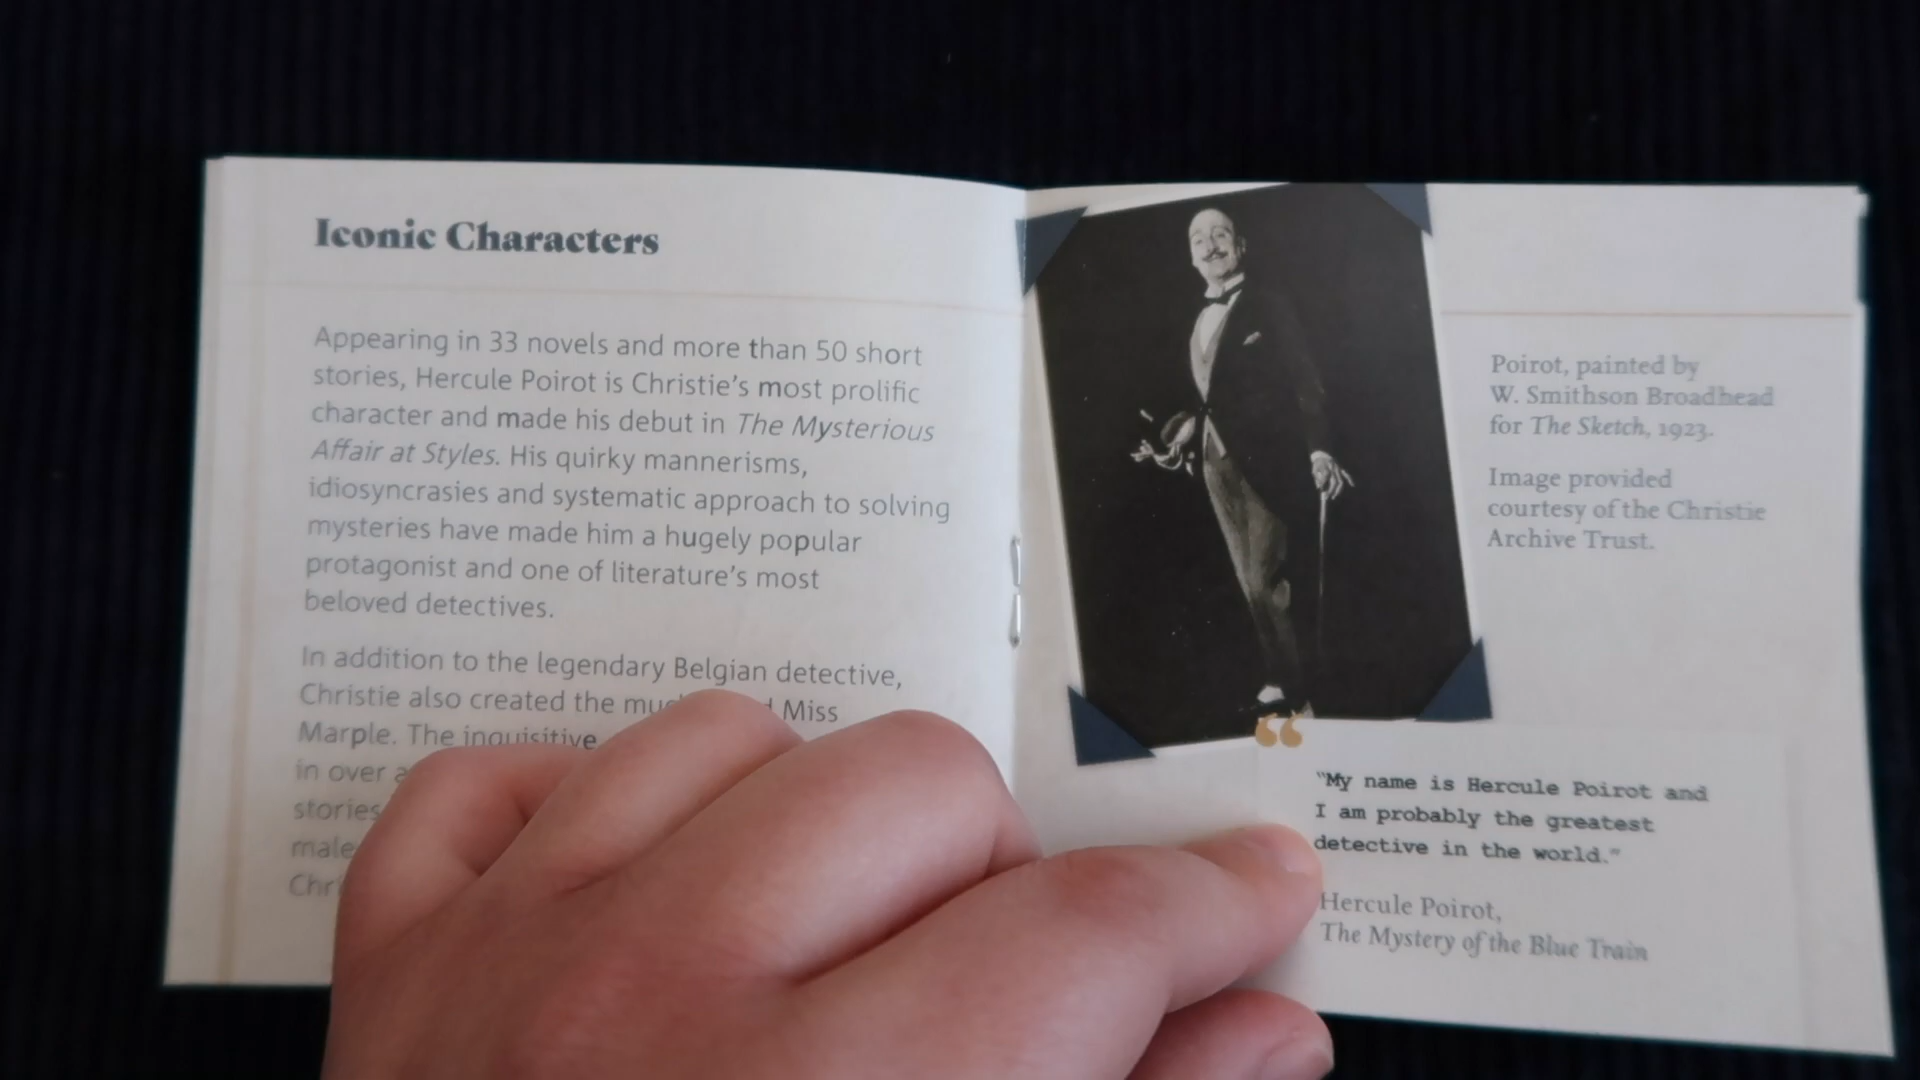 Iconic Characters
Appearing in 33 novels and more than 50 short
stories, Hercule Poirot is Christie's most prolific
character and made his debut in The Mysterious
Affair at Styles. His quirky mannerisms,
idiosyncrasies and systematic approach to solving
mysteries have made him a hugely popular
protagonist and one of literature's most
beloved detectives.
In addition to the legendary Belgian detective,
Christie also created the Miss
Marple. The inquisitive
in over
stories
male
Poirot, painted by
W. Smithson Broadhead
for The Sketch, 1923.
Image provided
courtesy of the Christie
Archive Trust.
"My name is Hercule Poirot and
I am probably the greatest
detective in the world."
Hercule Poirot,
The Mystery of the Blue Train